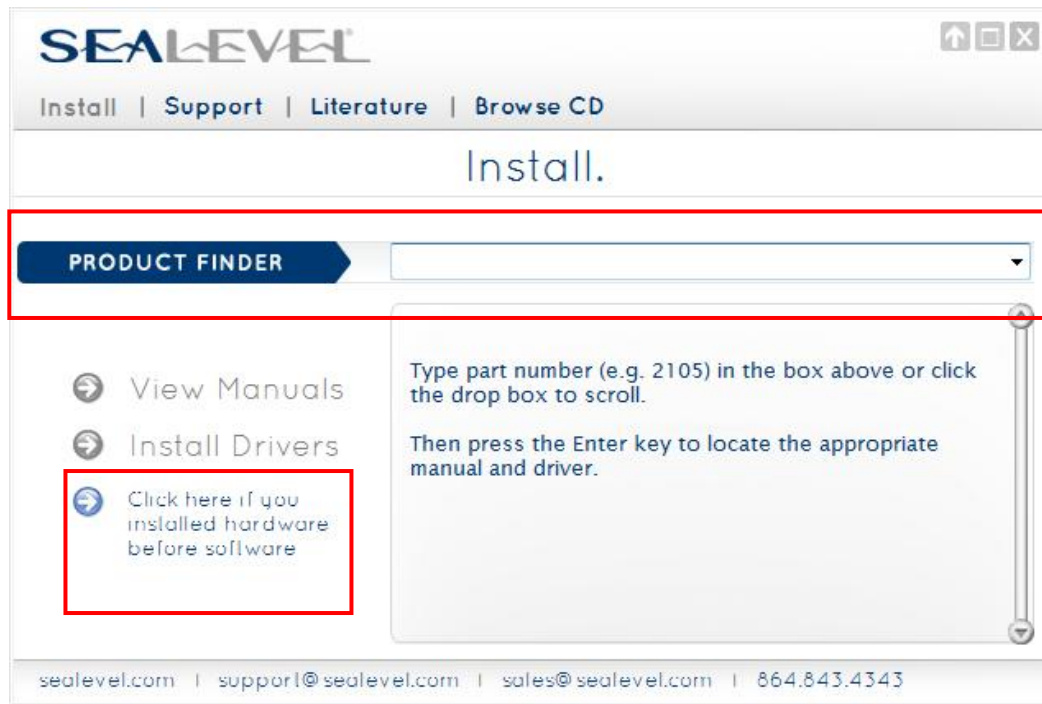 SEALEVEL
Install | Support | Literature | Browse CD
Install.
PRODUCT FINDER
Type part number (e.g. 2105) in the box above or click
the drop box to scroll.
Then press the Enter key to locate the appropriate
manual and driver.
View Manuals
Install Drivers
Click here if you
installed hardware
before software
sealevel.com | support@sealevel.com | sales@sealevel.com | 864.843.4343